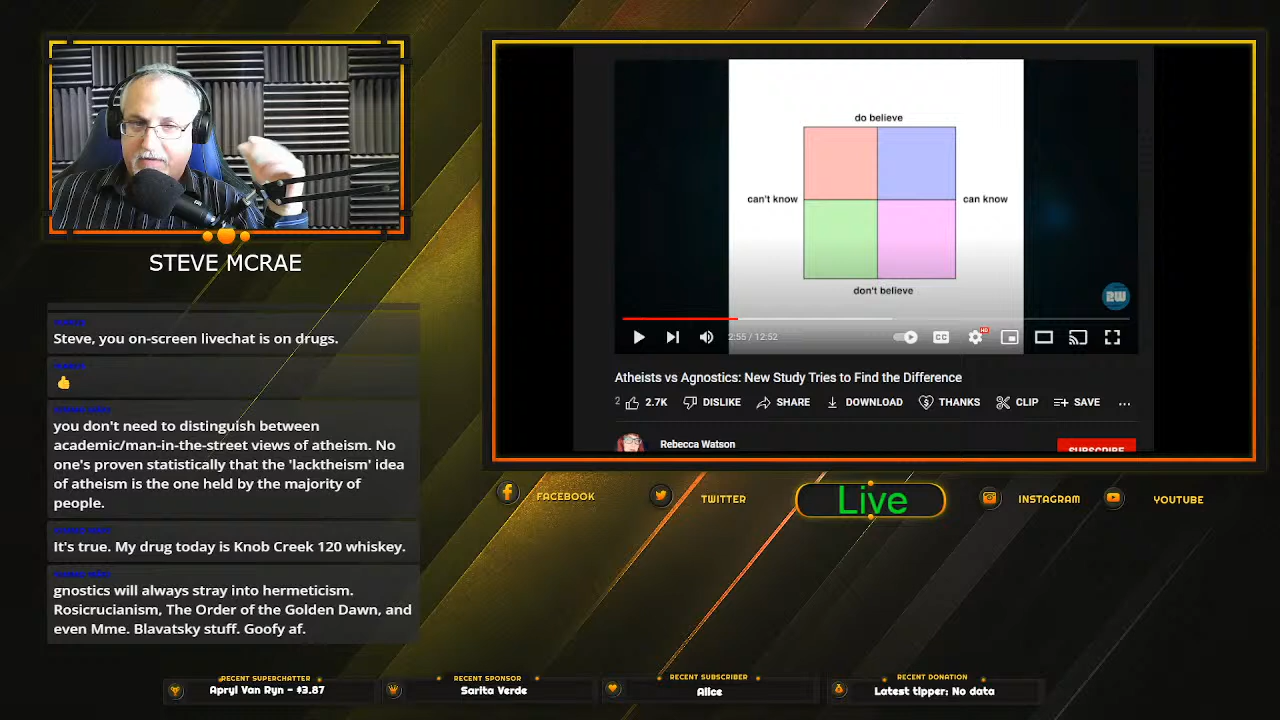 STEVE MCRAE
Steve, you on-screen livechat is on drugs.
you don't need to distinguish between
academic/man-in-the-street views of atheism. No
one's proven statistically that the 'lacktheism' idea
of atheism is the one held by the majority of
people.
It's true. My drug today is Knob Creek 120 whiskey.
gnostics will always stray into hermeticism.
Rosicrucianism, The Order of the Golden Dawn, and
even Mme. Blavatsky stuff. Goofy af.
do believe
can't know
can know
don't believe
2:55 / 12:52
CC
HD
Atheists vs Agnostics: New Study Tries to Find the Difference
2
2.7K
DISLIKE
SHARE
DOWNLOAD
THANKS
CLIP
SAVE
...
Rebecca Watson
SUBSCRIBE
FACEBOOK
TWITTER
Live
INSTAGRAM
YOUTUBE
RECENT SUPERCHATTER
Apryl Van Ryn - $3.87
RECENT SPONSOR
Sarita Verde
RECENT SUBSCRIBER
Alice
RECENT DONATION
Latest tipper: No data